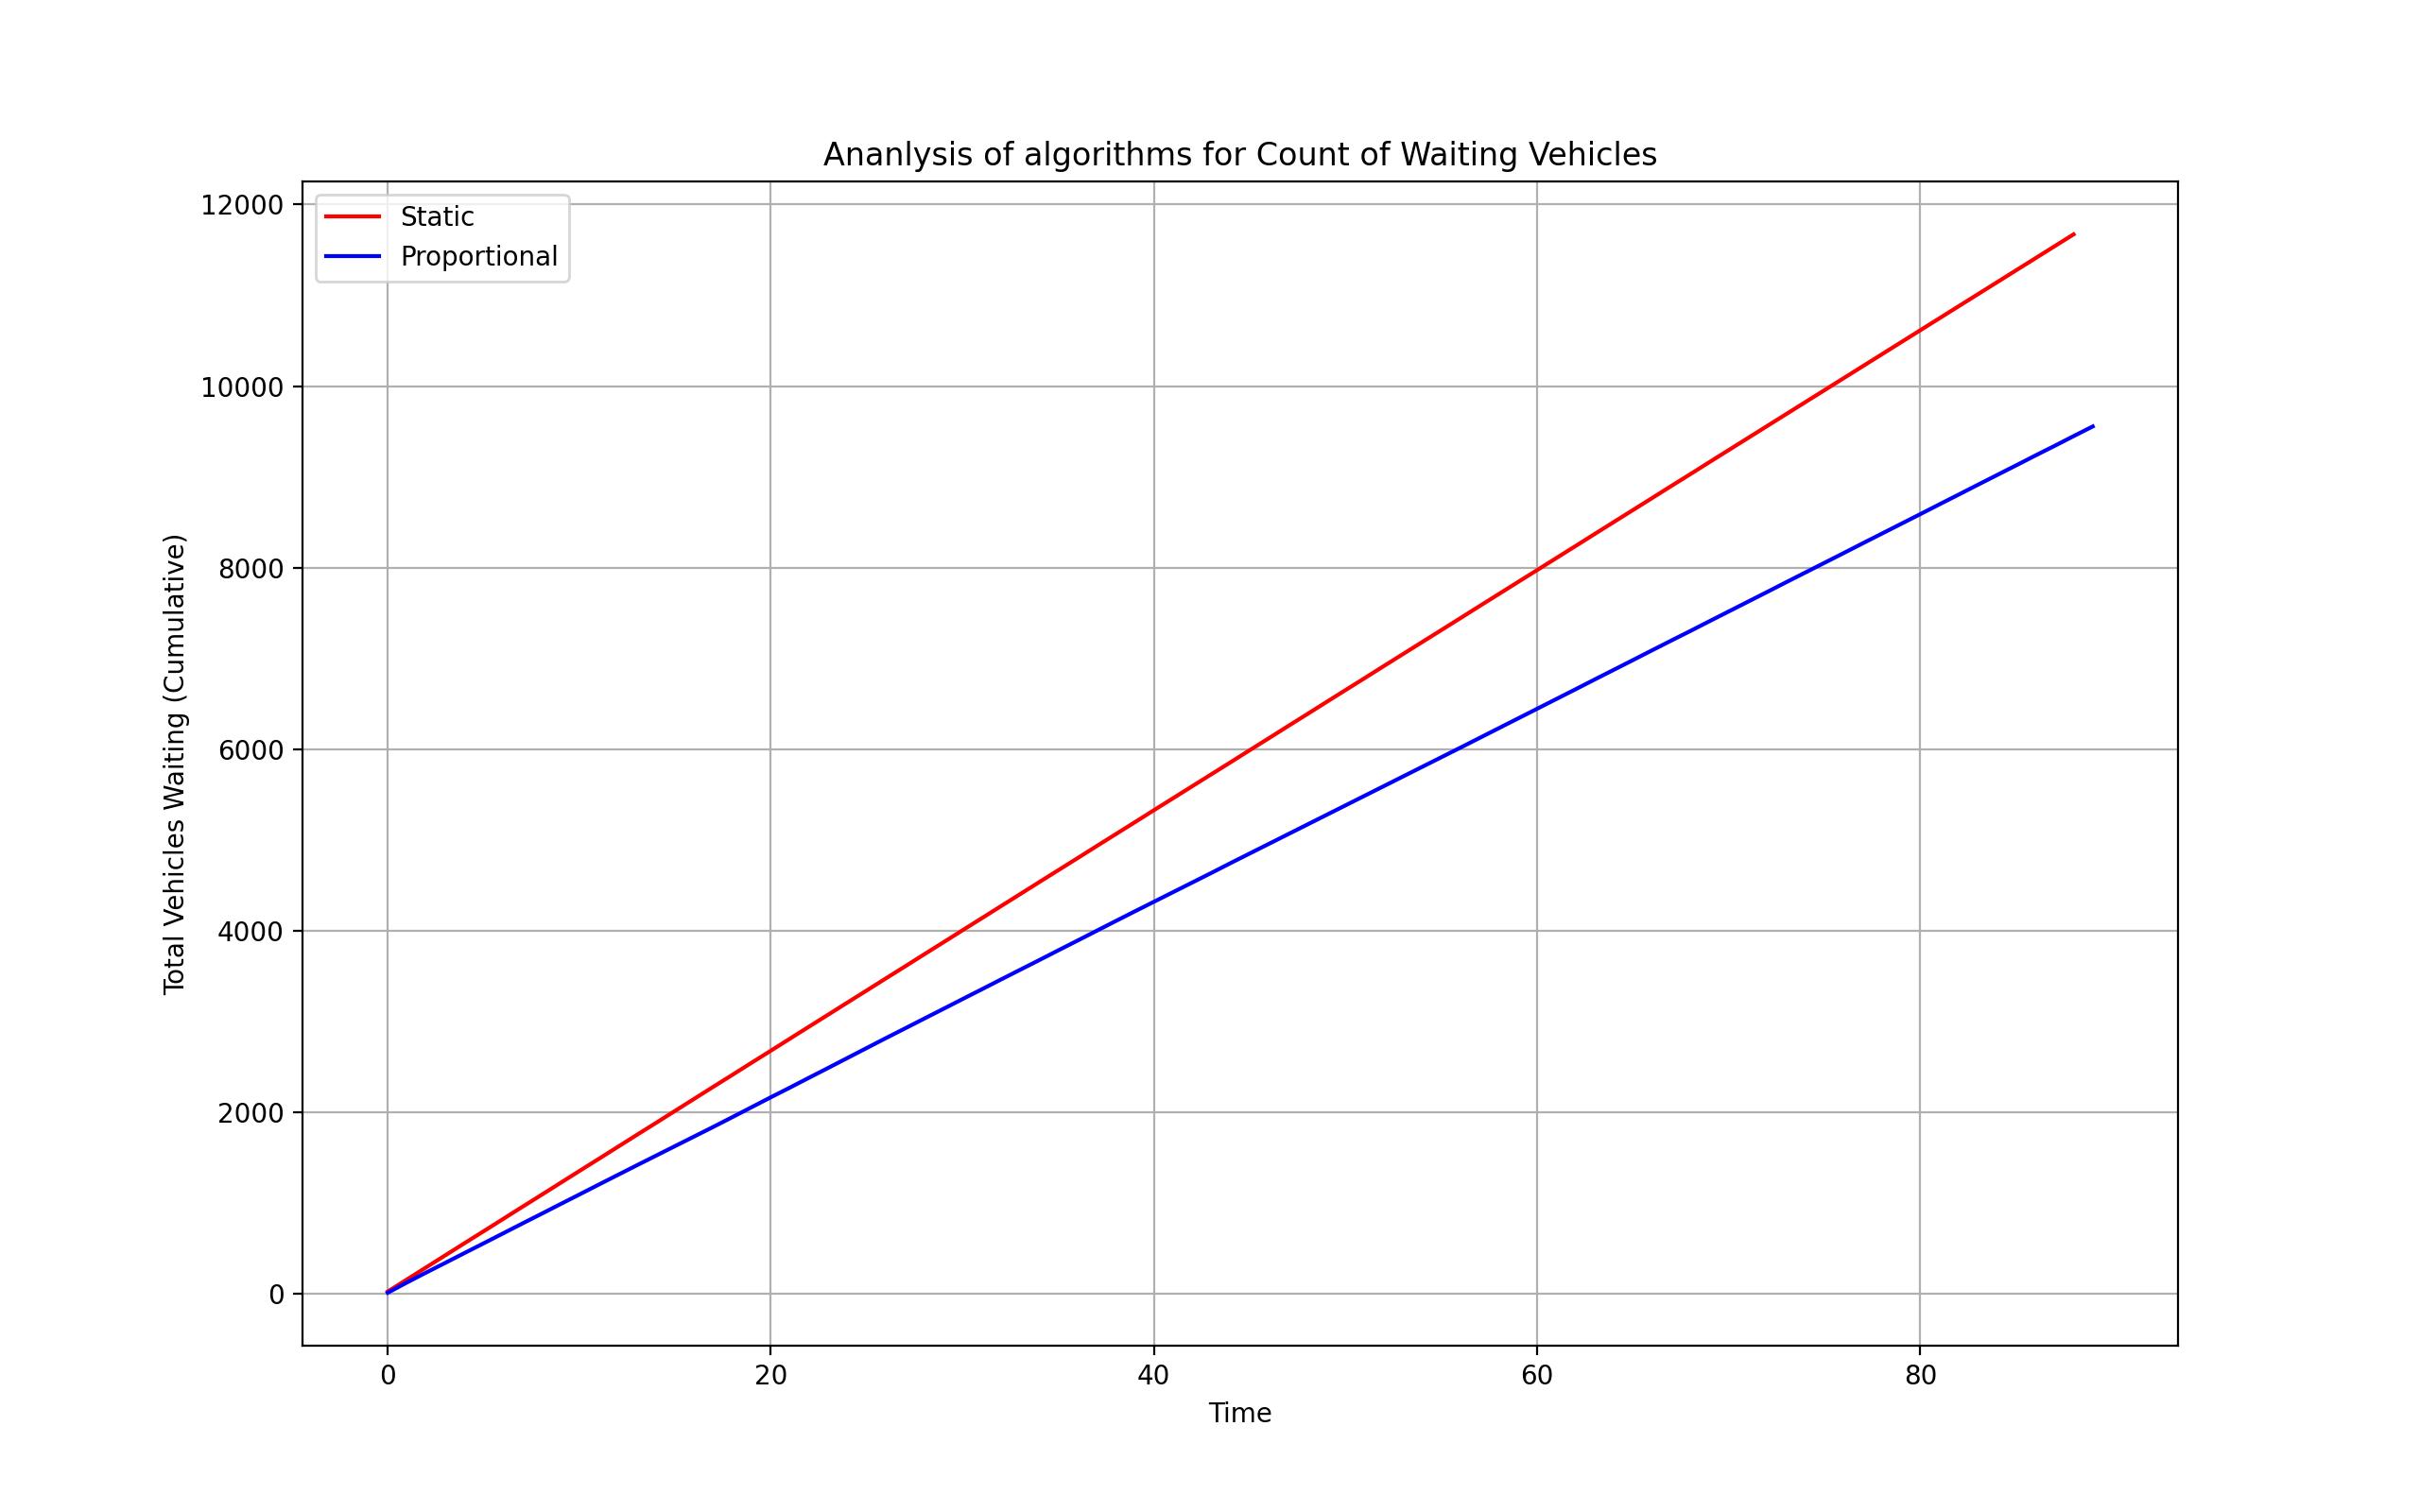 Ananlysis of algorithms for Count of Waiting Vehicles
Static
Proportional
Total Vehicles Waiting (Cumulative)
12000
10000
8000
6000
4000
2000
0
0 20 40 60 80
Time